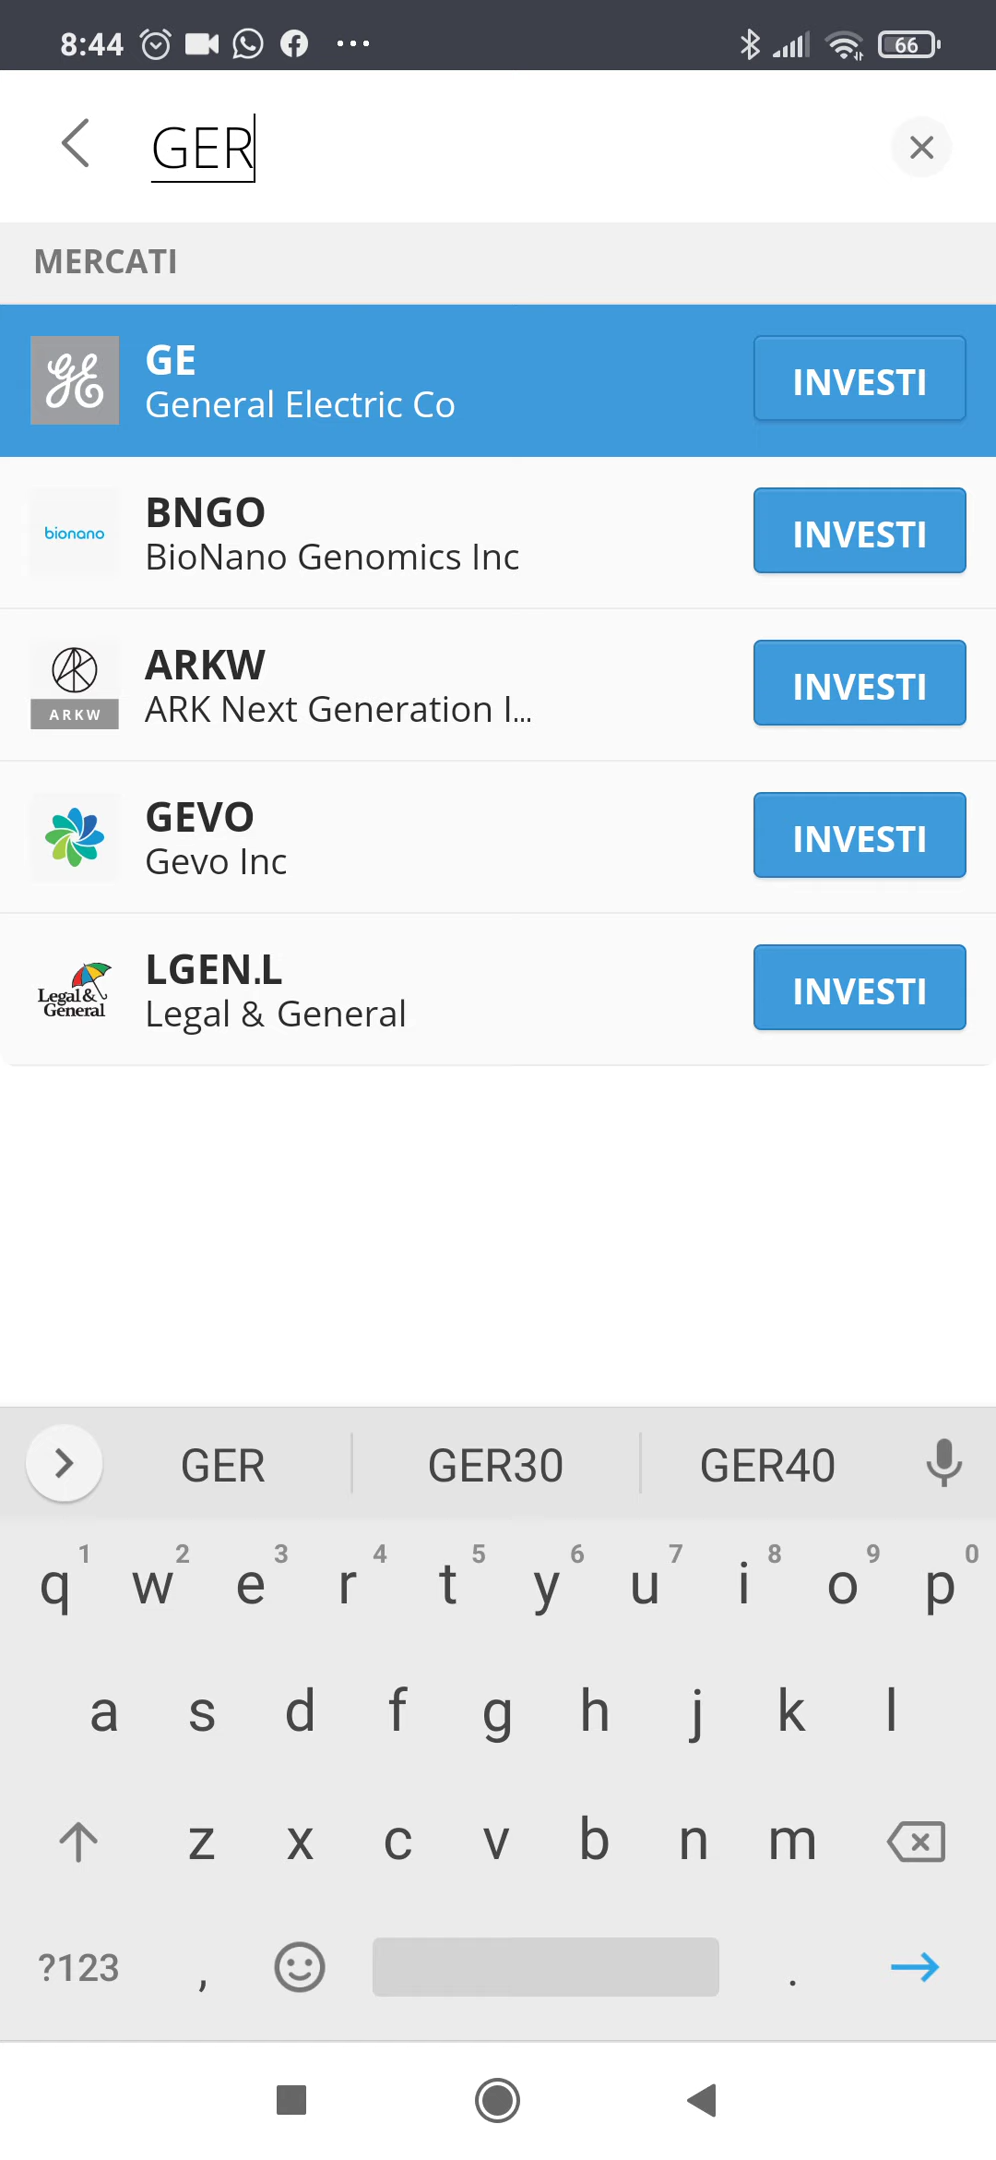 8:44 66
GER
MERCATI
GE
General Electric Co
INVESTI
bionano
BNGO
BioNano Genomics Inc
INVESTI
ARKW
ARKW
ARK Next Generation I...
INVESTI
GEVO
Gevo Inc
INVESTI
Legal &
General
LGEN.L
Legal & General
INVESTI
GER GER30 GER40
1 2 3 4 5 6 7 8 9 0
q w e r t y u i o p
a s d f g h j k l
z x c v b n m
?123 , .